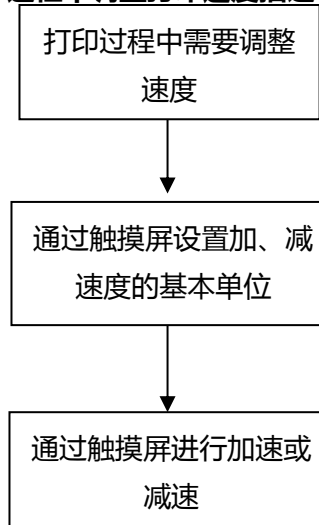 打印过程中需要调整
速度
通过触摸屏设置加、减
速度的基本单位
通过触摸屏进行加速或
减速